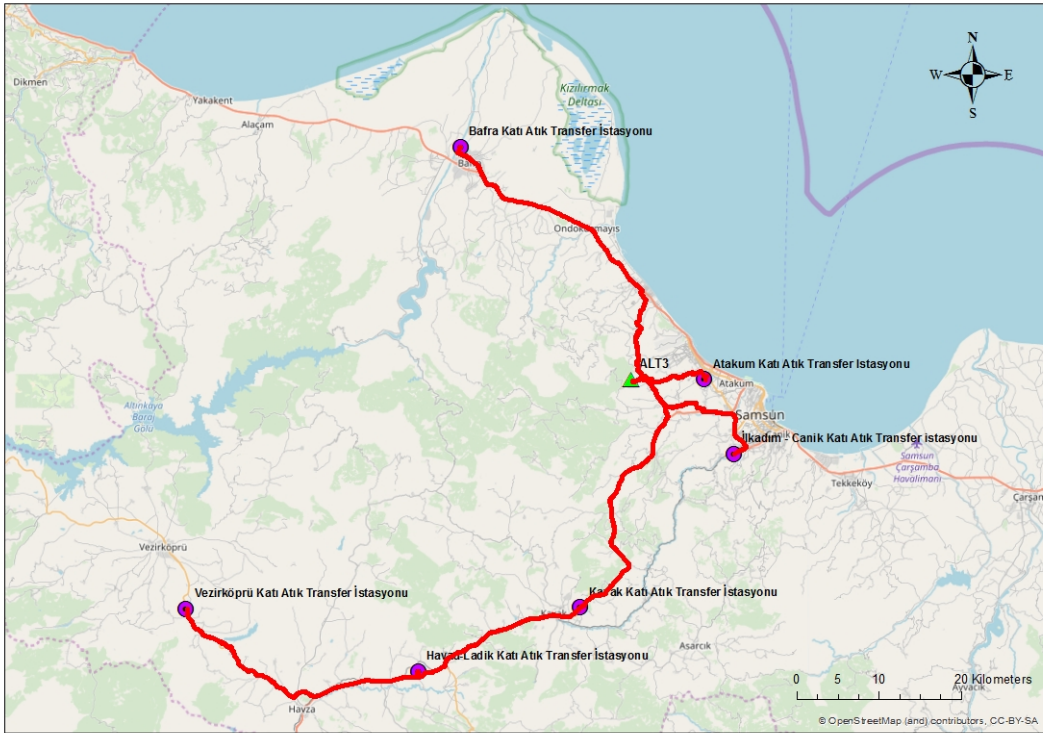 N
W E
S
Dikmen
Yakakent
Alaçam
Kızılırmak
Deltası
Bafra Katı Atık Transfer İstasyonu
Ondokuzmayıs
ALT3
Atakum Katı Atık Transfer İstasyonu
Atakum
Samsun
İlkadım - Canik Katı Atık Transfer istasyonu
Altınkaya
Baraj
Gölü
Samsun
Çarşamba
Havalimanı
Tekkeköy
Vezirköprü
Vezirköprü Katı Atık Transfer İstasyonu
Kavak Katı Atık Transfer İstasyonu
Asarcık
Havza-Ladik Katı Atık Transfer İstasyonu
Havza
Ayvacık
0 5 10 20 Kilometers
© OpenStreetMap (and) contributors, CC-BY-SA